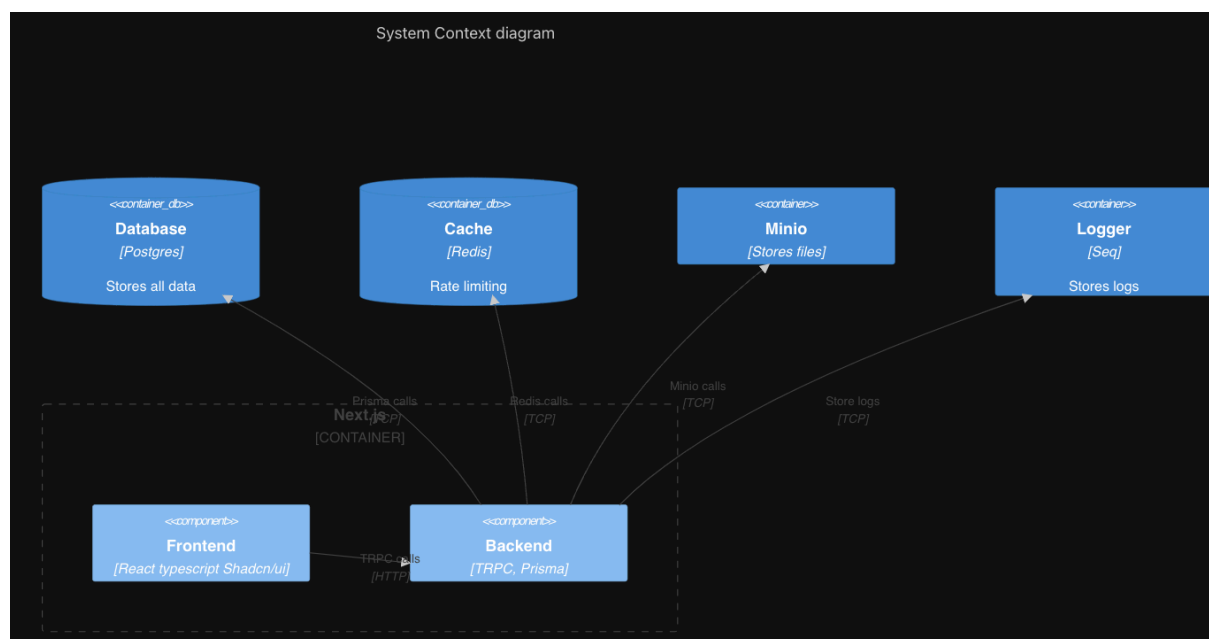 System Context diagram
<<container_db>>
Database
[Postgres]
Stores all data
<<container_db>>
Cache
[Redis]
Rate limiting
<<container>>
Minio
[Stores files]
<<container>>
Logger
[Seq]
Stores logs
Prisma calls
[TCP]
Redis calls
[TCP]
Minio calls
[TCP]
Store logs
[TCP]
Next.js
[CONTAINER]
<<component>>
Frontend
[React typescript Shadcn/ui]
TRPC calls
[HTTP]
<<component>>
Backend
[TRPC, Prisma]